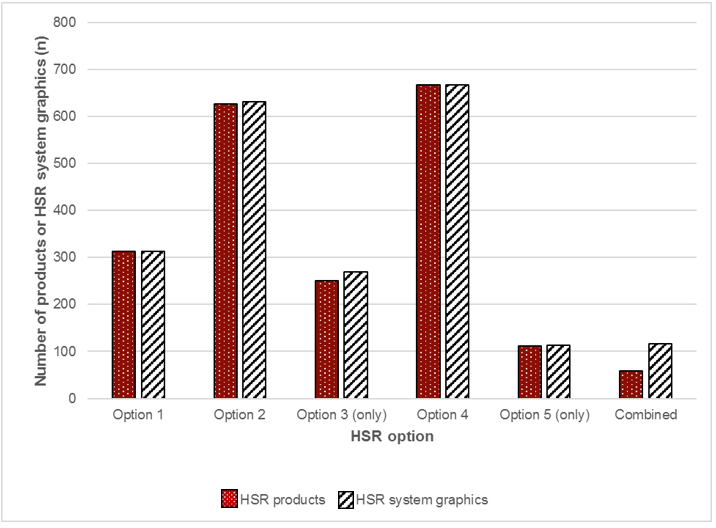 Number of products or HSR system graphics (n)
800
700
600
500
400
300
200
100
0
Option 1 Option 2 Option 3 (only) Option 4 Option 5 (only) Combined
HSR option
HSR products HSR system graphics